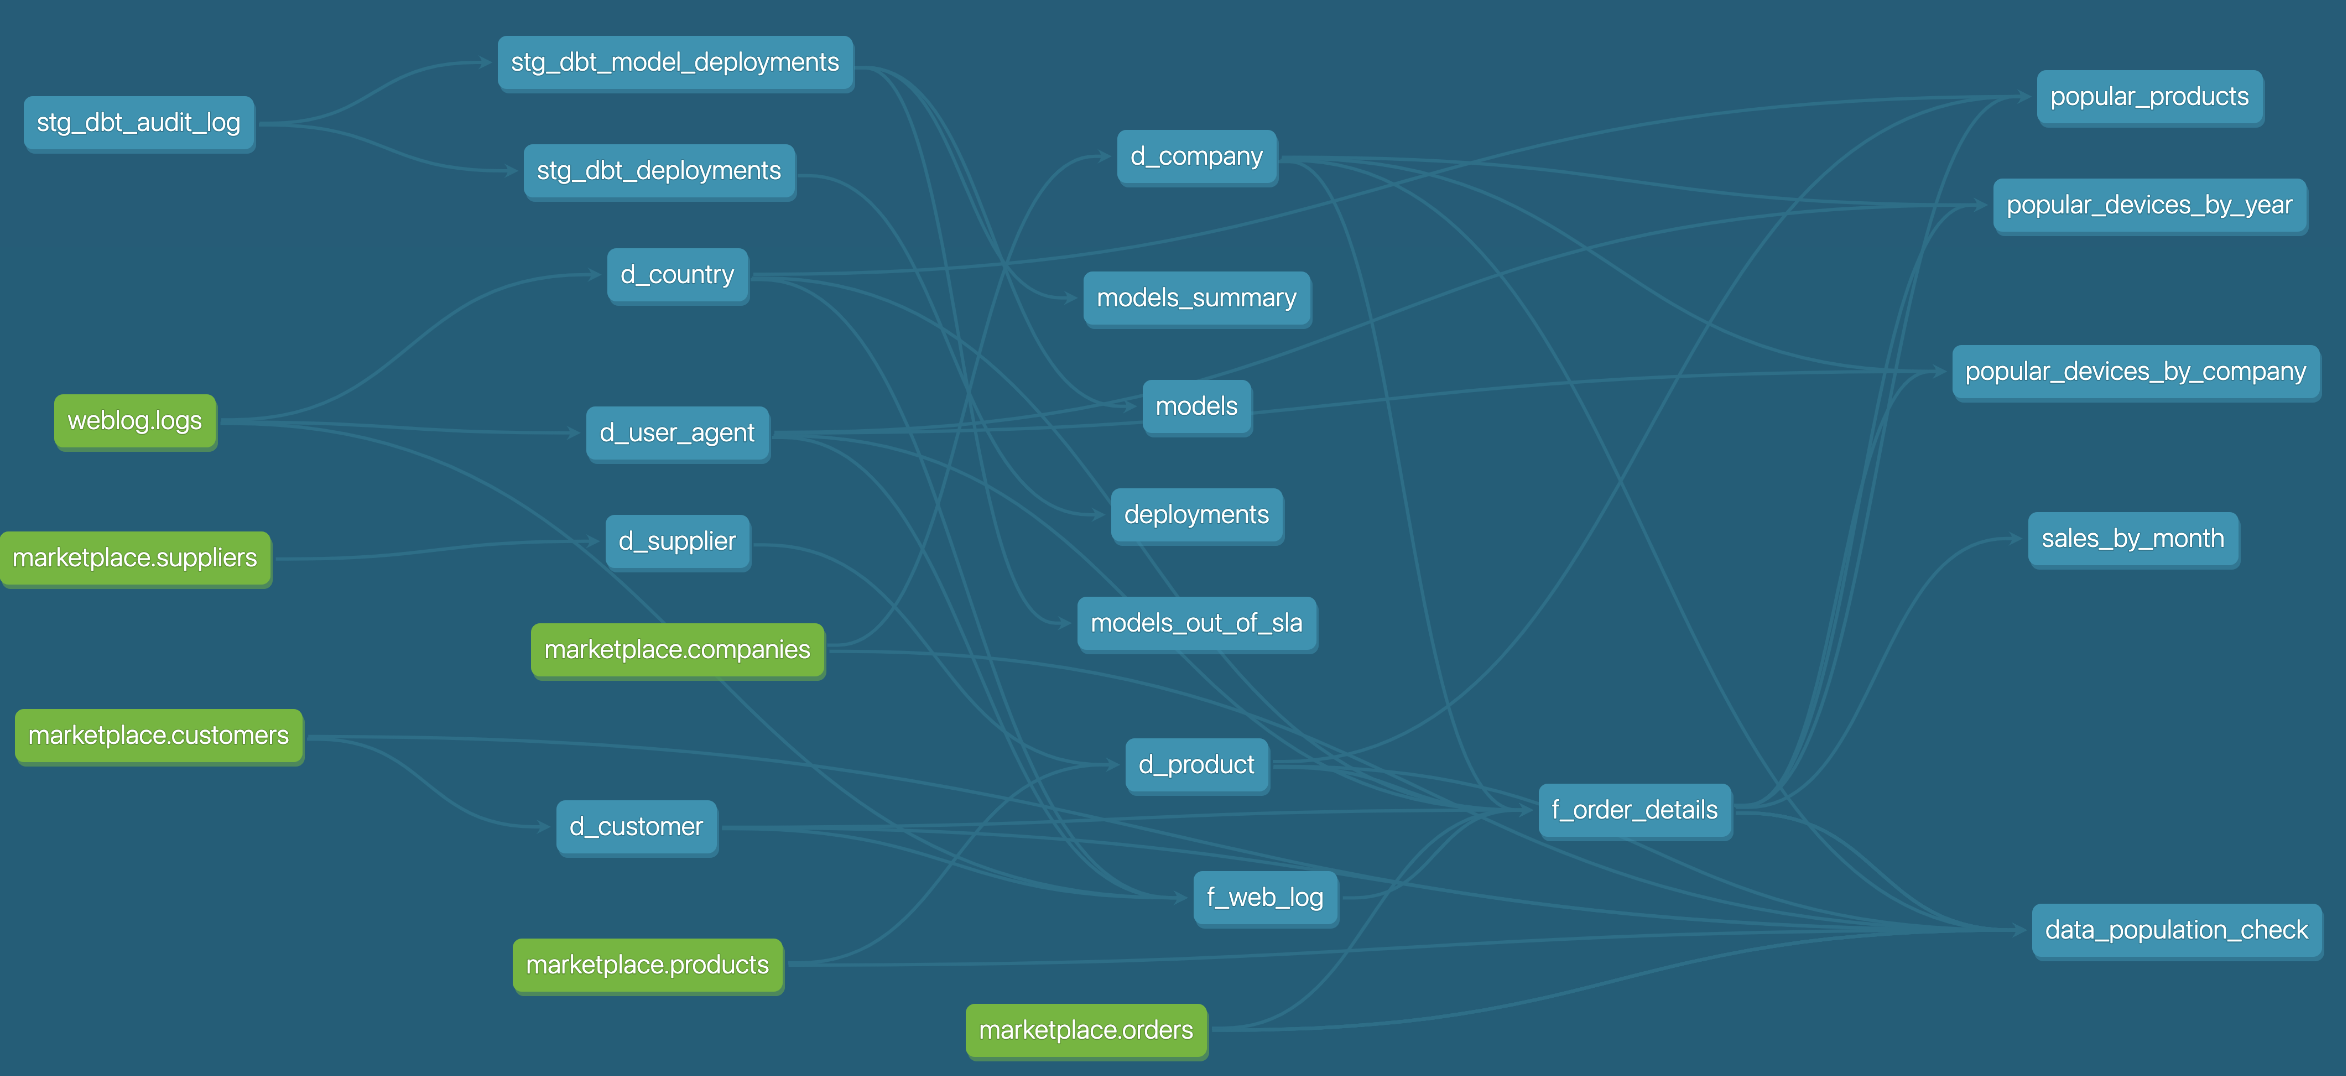 stg_dbt_audit_log
weblog.logs
marketplace.suppliers
marketplace.customers
stg_dbt_model_deployments
stg_dbt_deployments
d_country
d_user_agent
d_supplier
marketplace.companies
d_customer
marketplace.products
d_company
models_summary
models
deployments
models_out_of_sla
d_product
f_web_log
marketplace.orders
f_order_details
popular_products
popular_devices_by_year
popular_devices_by_company
sales_by_month
data_population_check